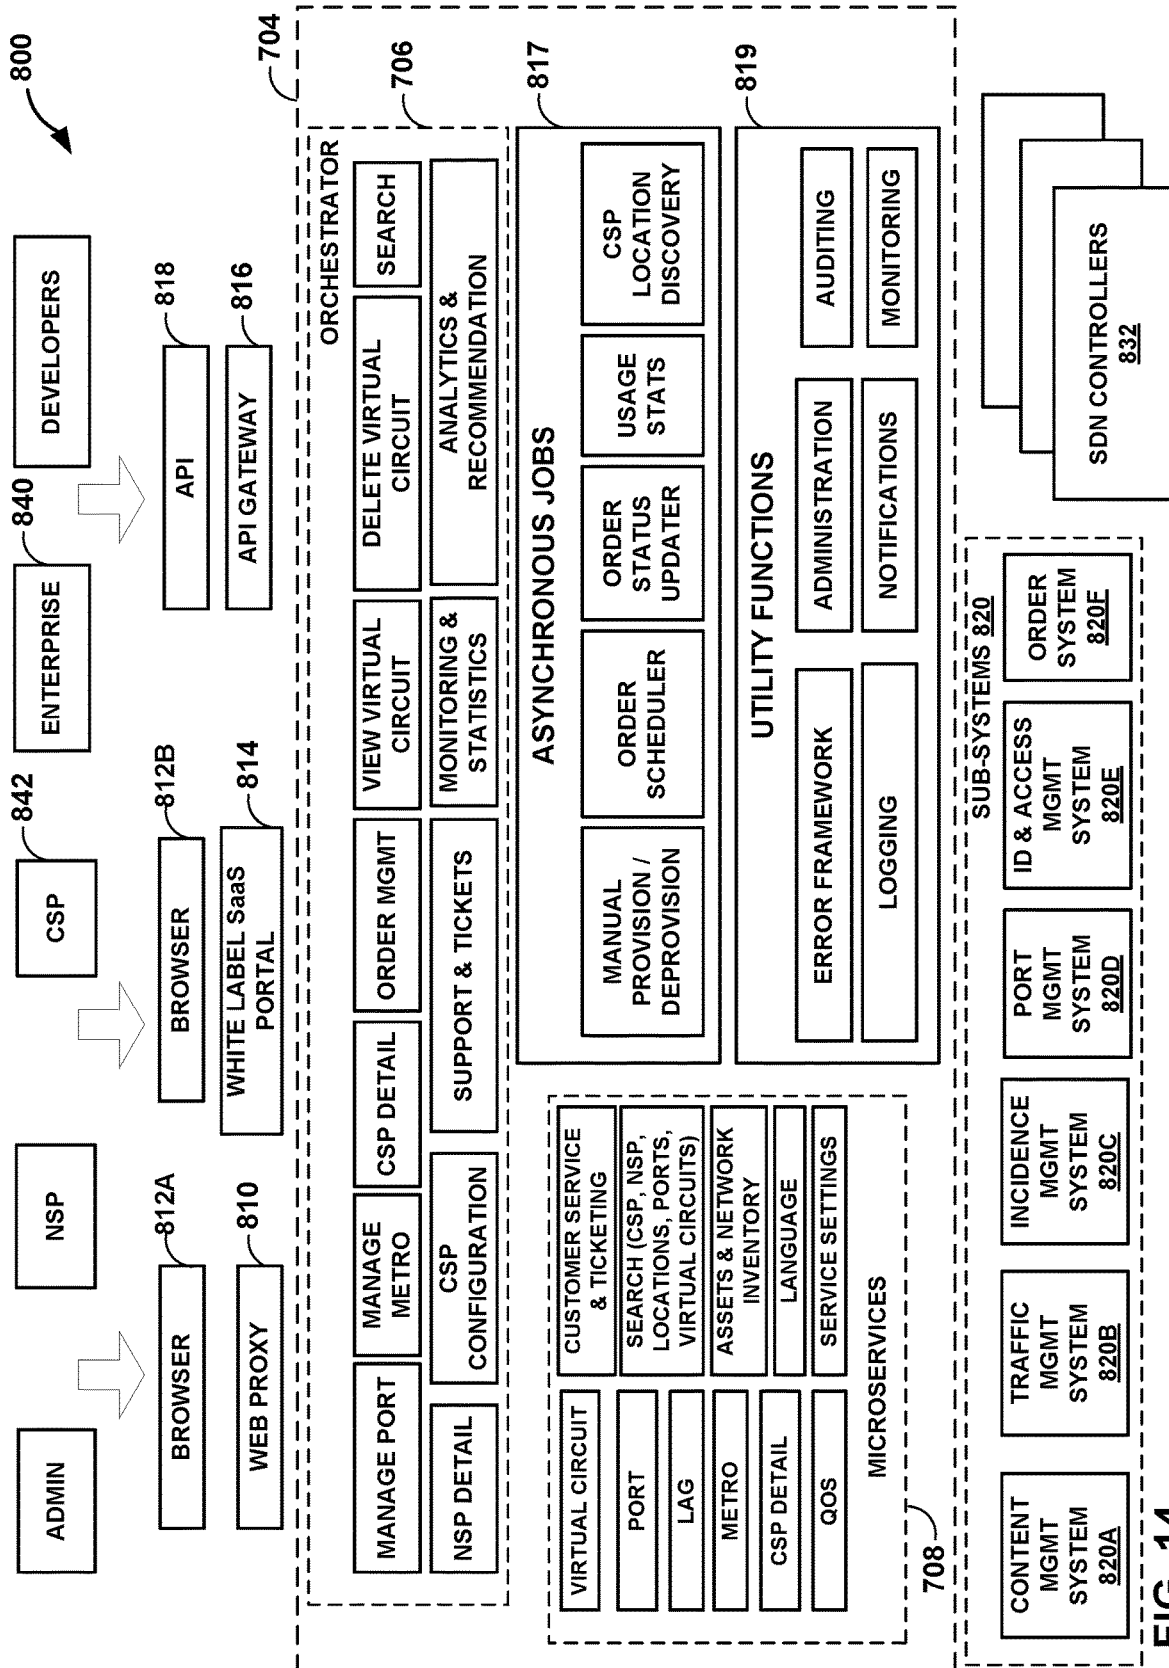 800
ADMIN
NSP
CSP
842
ENTERPRISE
840
DEVELOPERS
BROWSER
812A
WEB PROXY
810
BROWSER
812B
WHITE LABEL SaaS
PORTAL
814
API
818
API GATEWAY
816
704
ORCHESTRATOR
706
MANAGE PORT
MANAGE
METRO
CSP DETAIL
ORDER MGMT
VIEW VIRTUAL
CIRCUIT
DELETE VIRTUAL
CIRCUIT
SEARCH
NSP DETAIL
CSP
CONFIGURATION
SUPPORT & TICKETS
MONITORING &
STATISTICS
ANALYTICS &
RECOMMENDATION
VIRTUAL CIRCUIT
PORT
LAG
METRO
CSP DETAIL
QOS
CUSTOMER SERVICE
& TICKETING
SEARCH (CSP, NSP,
LOCATIONS, PORTS,
VIRTUAL CIRCUITS)
ASSETS & NETWORK
INVENTORY
LANGUAGE
SERVICE SETTINGS
MICROSERVICES
708
ASYNCHRONOUS JOBS
817
MANUAL
PROVISION /
DEPROVISION
ORDER
SCHEDULER
ORDER
STATUS
UPDATER
USAGE
STATS
CSP
LOCATION
DISCOVERY
UTILITY FUNCTIONS
819
ERROR FRAMEWORK
ADMINISTRATION
AUDITING
LOGGING
NOTIFICATIONS
MONITORING
SUB-SYSTEMS 820
CONTENT
MGMT
SYSTEM
820A
TRAFFIC
MGMT
SYSTEM
820B
INCIDENCE
MGMT
SYSTEM
820C
PORT
MGMT
SYSTEM
820D
ID & ACCESS
MGMT
SYSTEM
820E
ORDER
SYSTEM
820F
SDN CONTROLLERS
832
FIG. 14